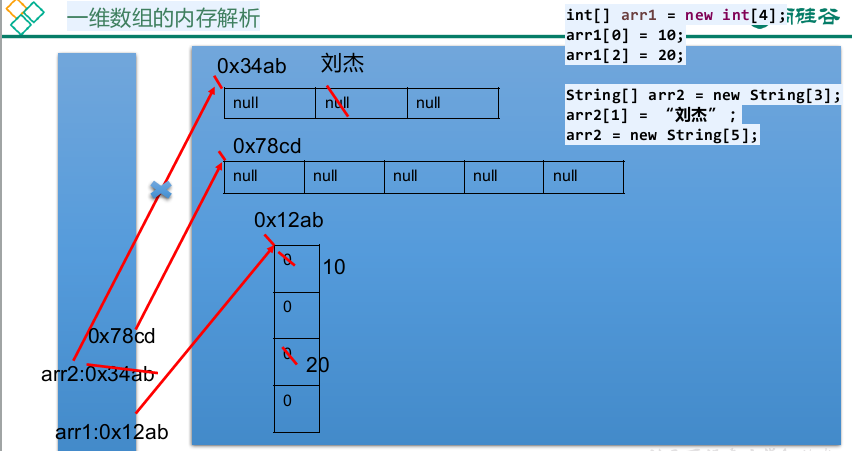 一维数组的内存解析
硅谷
int[] arr1 = new int[4];
arr1[0] = 10;
arr1[2] = 20;
String[] arr2 = new String[3];
arr2[1] = “刘杰” ;
arr2 = new String[5];
0x34ab 刘杰
null null null
0x78cd
null null null null null
0x12ab
0 10
0
0 20
0
0x78cd
arr2:0x34ab
arr1:0x12ab